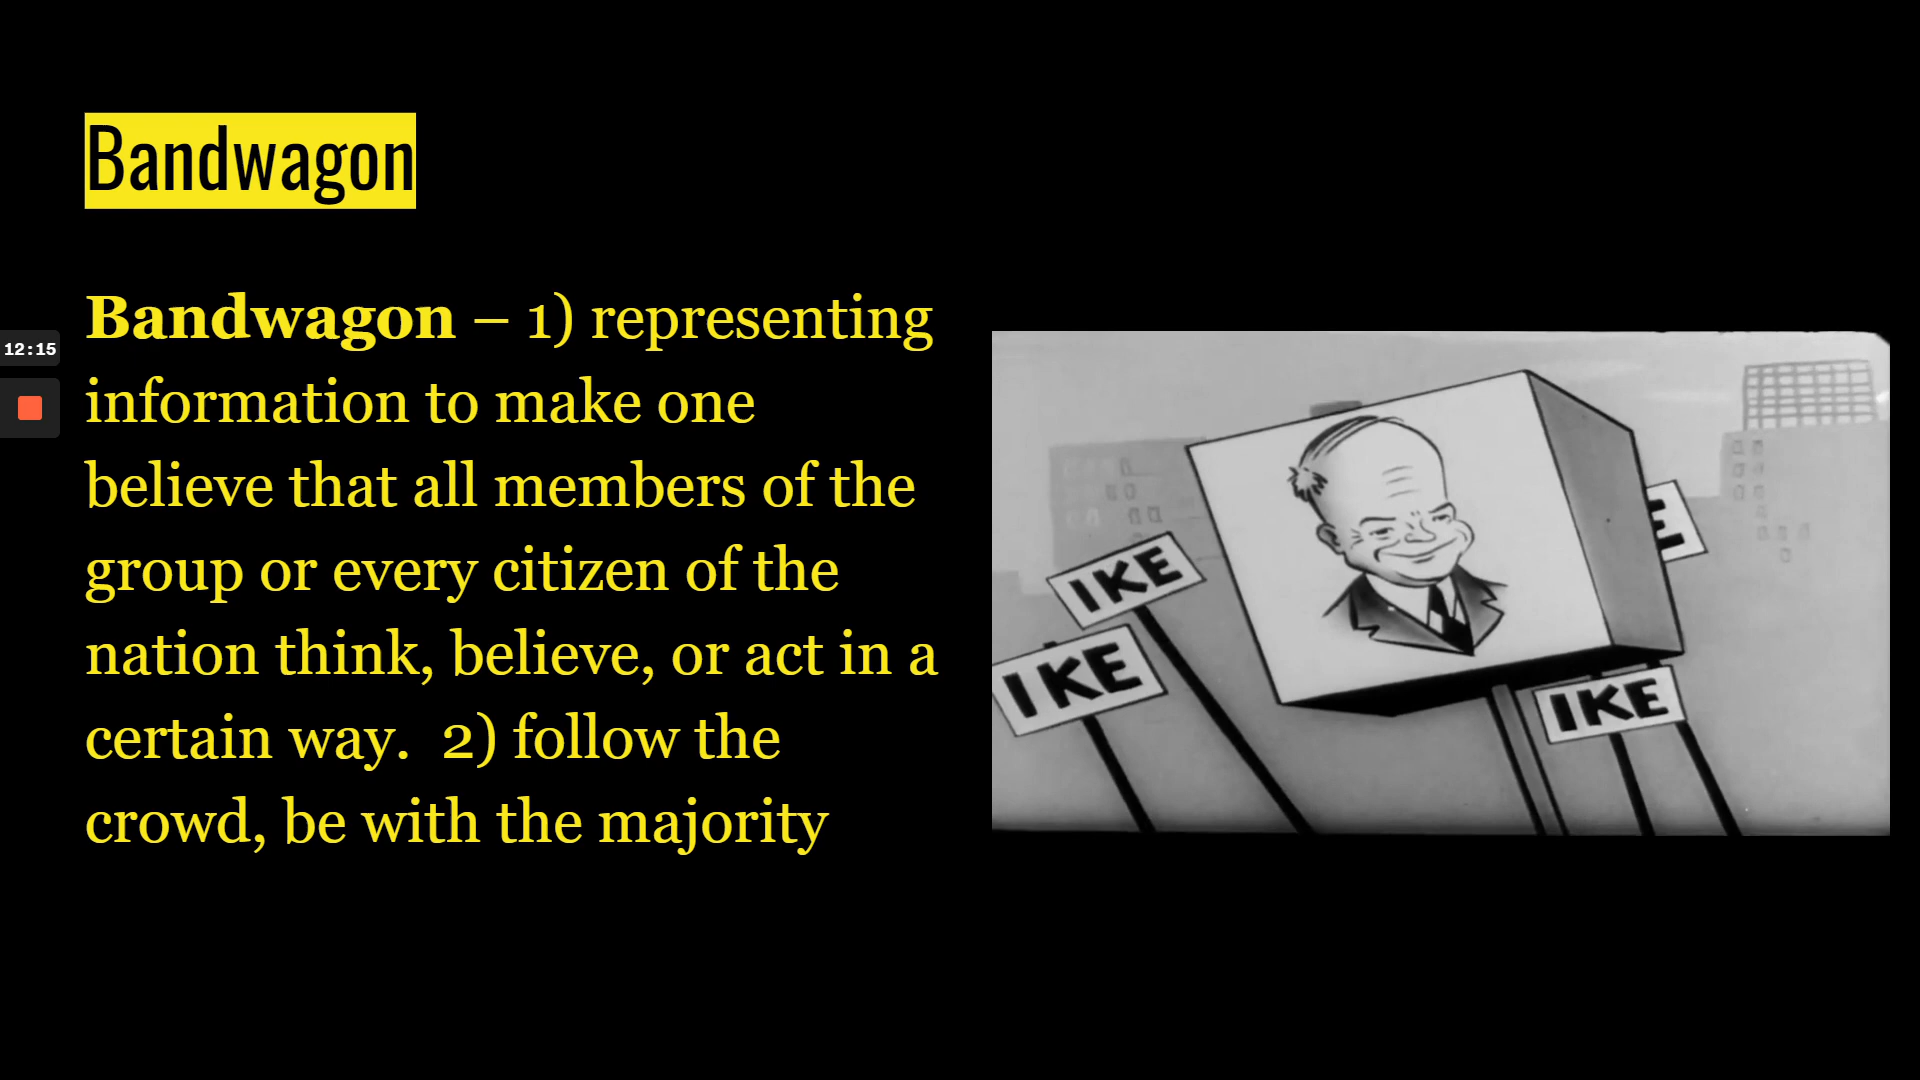 Bandwagon
Bandwagon – 1) representing
information to make one
believe that all members of the
group or every citizen of the
nation think, believe, or act in a
certain way.  2) follow the
crowd, be with the majority
12:15
IKE
IKE
IKE